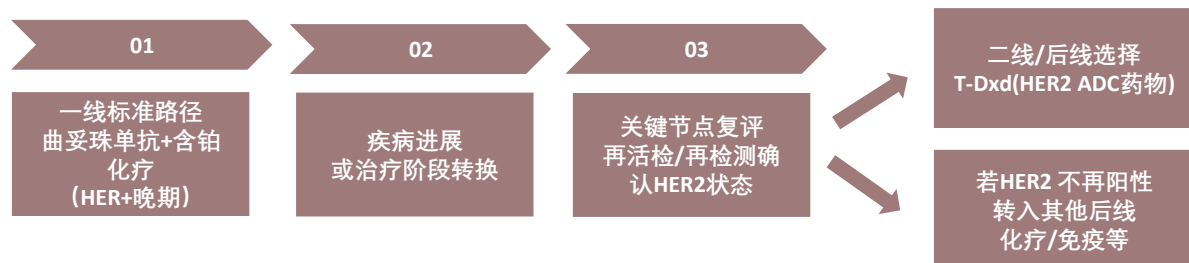 01
一线标准路径
曲妥珠单抗+含铂
化疗
（HER+晚期）
02
疾病进展
或治疗阶段转换
03
关键节点复评
再活检/再检测确
认HER2状态
二线/后线选择
T-Dxd(HER2 ADC药物)
若HER2 不再阳性
转入其他后线
化疗/免疫等